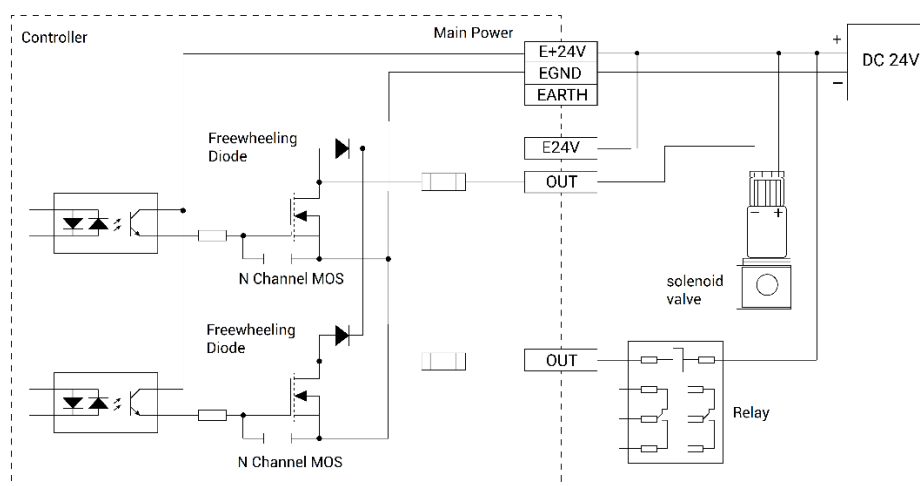 Controller
Main Power
E+24V
EGND
EARTH
+
−
DC 24V
Freewheeling
Diode
E24V
OUT
− +
N Channel MOS
solenoid
valve
Freewheeling
Diode
OUT
Relay
N Channel MOS